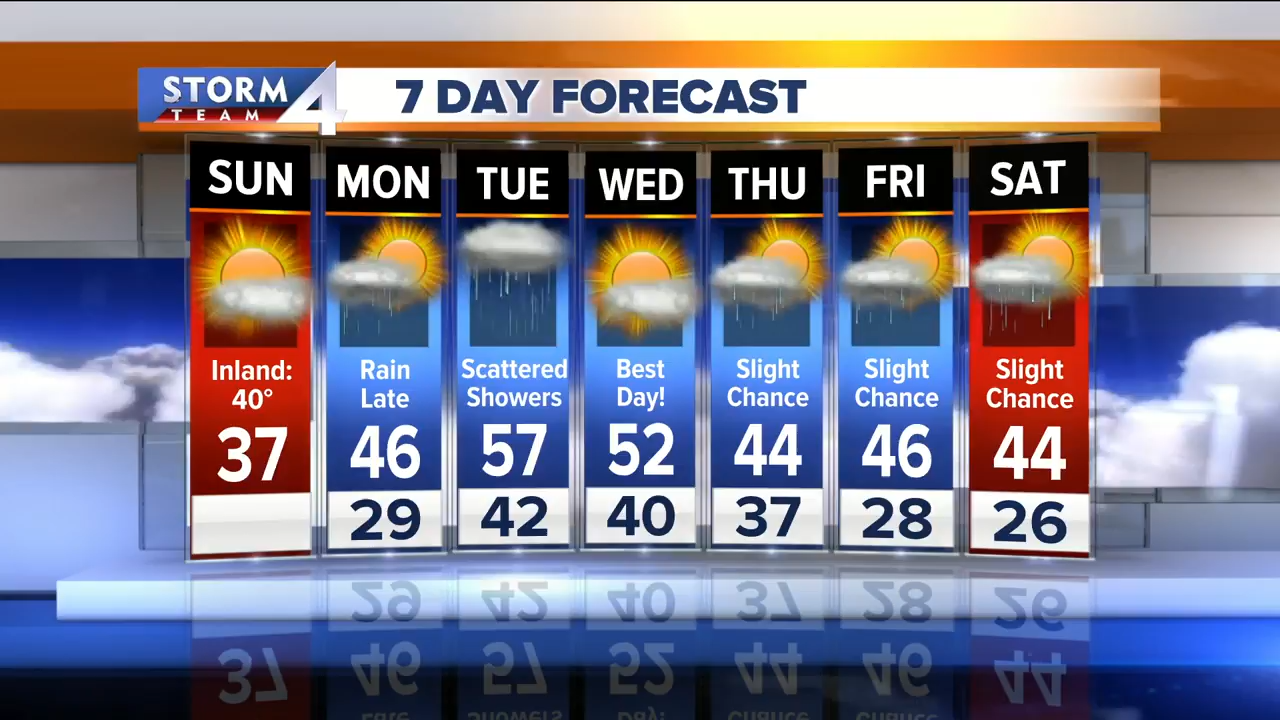 STORM
TEAM
4
7 DAY FORECAST
SUN
MON
TUE
WED
THU
FRI
SAT
Inland:
40°
Rain
Late
Scattered
Showers
Best
Day!
Slight
Chance
Slight
Chance
Slight
Chance
37
46
57
52
44
46
44
29
42
40
37
28
26